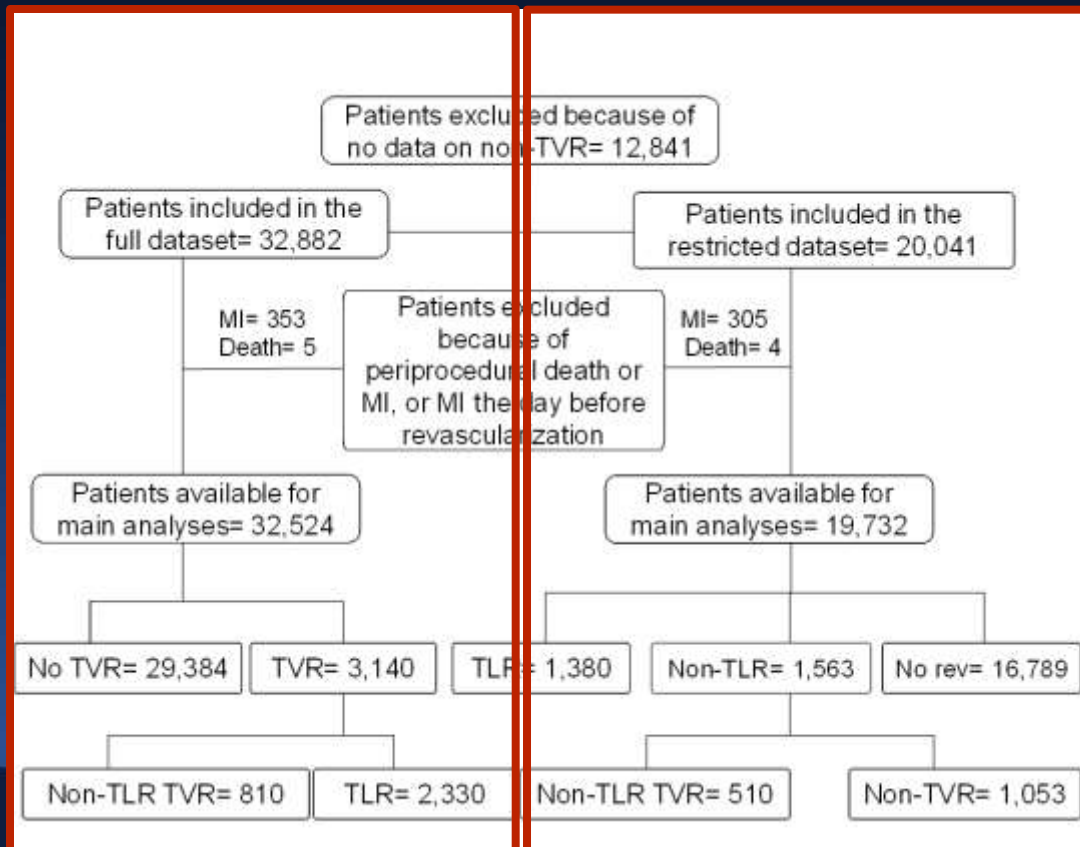 Patients excluded because of
no data on non-TVR= 12,841
Patients included in the
full dataset= 32,882
Patients included in the
restricted dataset= 20,041
MI= 353
Death= 5
Patients excluded
because of
periprocedural death or
MI, or MI the day before
revascularization
MI= 305
Death= 4
Patients available for
main analyses= 32,524
Patients available for
main analyses= 19,732
No TVR= 29,384
TVR= 3,140
TLR= 1,380
Non-TLR= 1,563
No rev= 16,789
Non-TLR TVR= 810
TLR= 2,330
Non-TLR TVR= 510
Non-TVR= 1,053